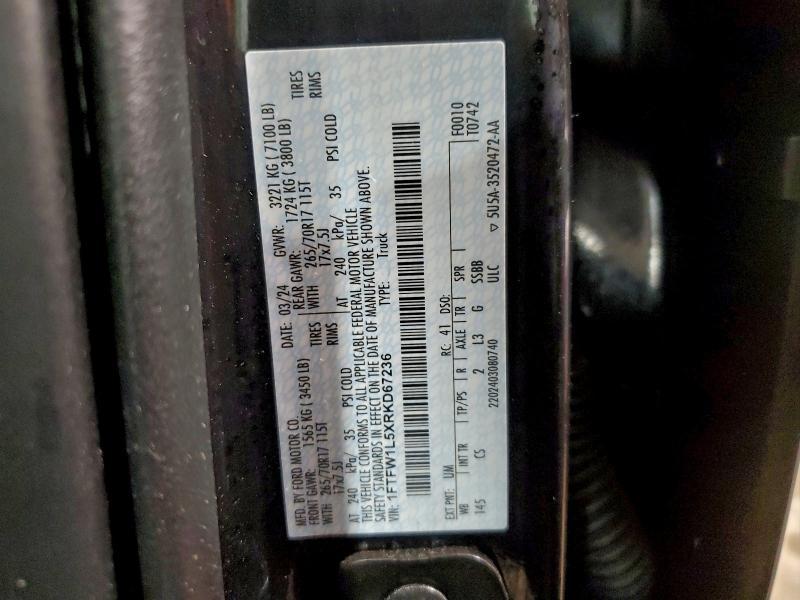 MFD. BY FORD MOTOR CO.
DATE: 03/24 GVWR: 3221 KG ( 7100 LB)
FRONT GAWR: 1565 KG ( 3450 LB) REAR GAWR: 1724 KG ( 3800 LB)
WITH 265/70R17 115T TIRES WITH 265/70R17 115T TIRES
17x7.5J RIMS 17x7.5J RIMS
AT 240 kPa/ 35 PSI COLD AT 240 kPa/ 35 PSI COLD
THIS VEHICLE CONFORMS TO ALL APPLICABLE FEDERAL MOTOR VEHICLE
SAFETY STANDARDS IN EFFECT ON THE DATE OF MANUFACTURE SHOWN ABOVE.
VIN: 1FTFW1L5XRKD67236 TYPE: Truck
EXT PNT: UM RC: 41 DSO: F0010
WB INT TR TP/PS R AXLE TR SPR T0742
145 CS 2 L3 G SSBB
2202403080740 ULC ▽ 5U5A-3520472-AA